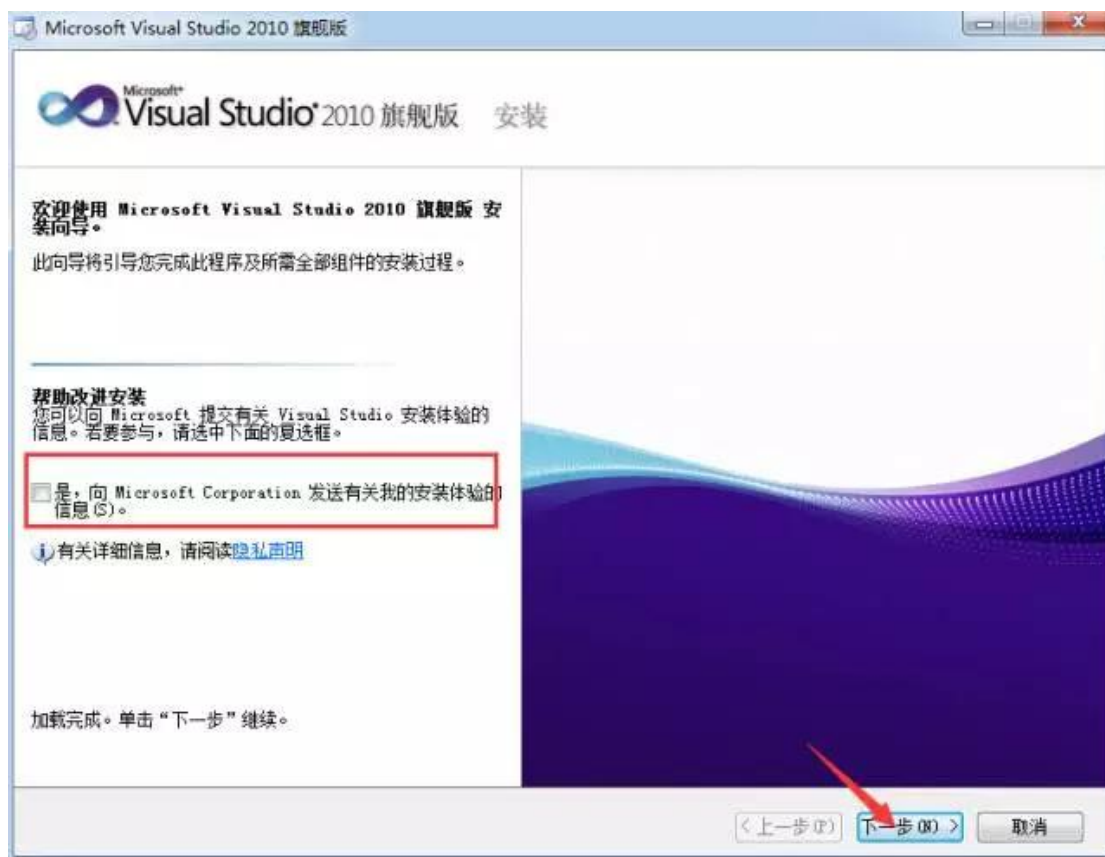 Microsoft Visual Studio 2010 旗舰版
Microsoft®
Visual Studio® 2010 旗舰版 安装
欢迎使用 Microsoft Visual Studio 2010 旗舰版 安
装向导。
此向导将引导您完成此程序及所需全部组件的安装过程。
帮助改进安装
您可以向 Microsoft 提交有关 Visual Studio 安装体验的
信息。若要参与，请选中下面的复选框。
是，向 Microsoft Corporation 发送有关我的安装体验的
信息(S)。
有关详细信息，请阅读隐私声明
加载完成。单击“下一步”继续。
< 上一步(P) 下一步(N) > 取消